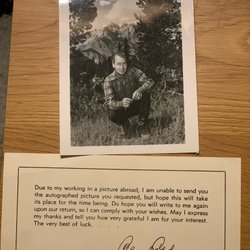 Due to my working in a picture abroad, I am unable to send you
the autographed picture you requested, but hope this will take
its place for the time being. Do hope you will write to me again
upon our return, so I can comply with your wishes. May I express
my thanks and tell you how very grateful I am for your interest.
The very best of luck.